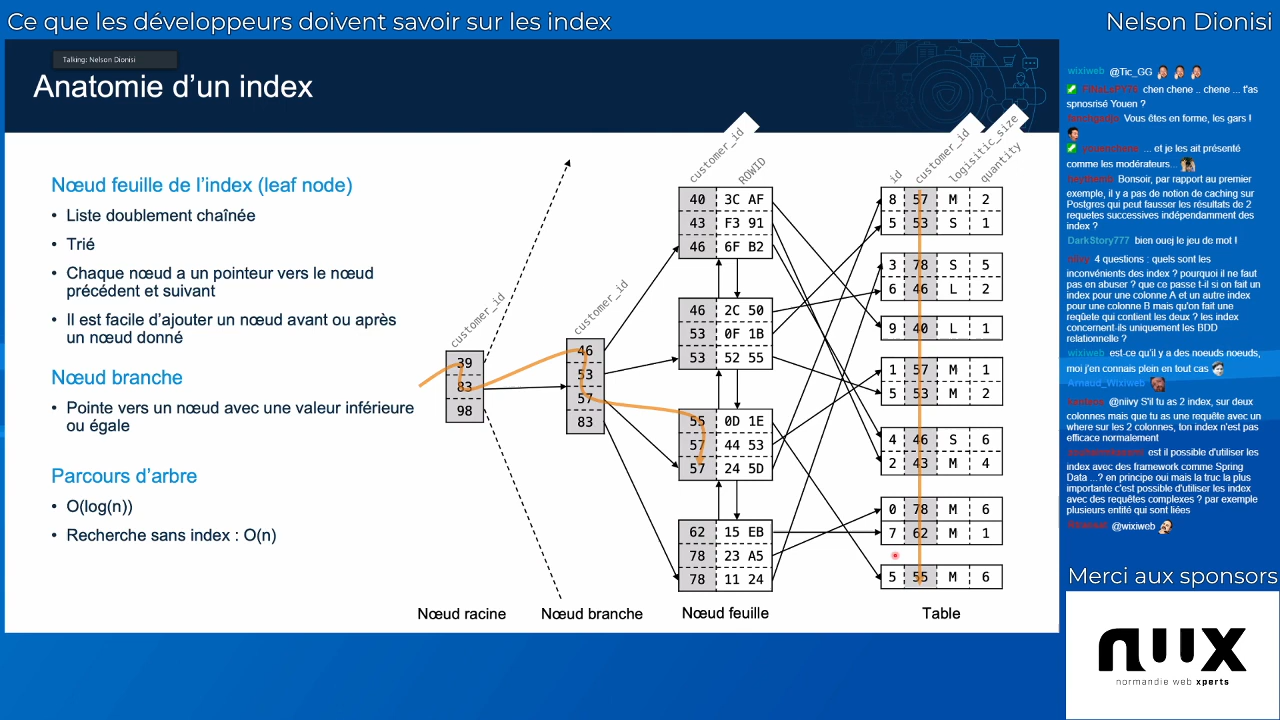 Ce que les développeurs doivent savoir sur les index
Nelson Dionisi
Talking: Nelson Dionisi
Anatomie d'un index
Nœud feuille de l'index (leaf node)
• Liste doublement chaînée
• Trié
• Chaque nœud a un pointeur vers le nœud
précédent et suivant
• Il est facile d'ajouter un nœud avant ou après
un nœud donné
Nœud branche
• Pointe vers un nœud avec une valeur inférieure
ou égale
Parcours d'arbre
• O(log(n))
• Recherche sans index : O(n)
customer_id
39
83
98
Nœud racine
customer_id
46
53
57
83
Nœud branche
customer_id ROWID
40 3C AF
43 F3 91
46 6F B2
46 2C 50
53 0F 1B
53 52 55
55 0D 1E
57 44 53
57 24 5D
62 15 EB
78 23 A5
78 11 24
Nœud feuille
id customer_id logisitic_size quantity
8 57 M 2
5 53 S 1
3 78 S 5
6 46 L 2
9 40 L 1
1 57 M 1
5 53 M 2
4 46 S 6
2 43 M 4
0 78 M 6
7 62 M 1
5 55 M 6
Table
wixiweb @Tic_GG
chen chene .. chene ... t'as
spnosrisé Youen ?
Vous êtes en forme, les gars !
... et je les ait présenté
comme les modérateurs...
Bonsoir, par rapport au premier
exemple, il y a pas de notion de caching sur
Postgres qui peut fausser les résultats de 2
requetes successives indépendamment des
index ?
DarkStory777 bien ouej le jeu de mot !
4 questions : quels sont les
inconvénients des index ? pourquoi il ne faut
pas en abuser ? que ce passe t-il si on fait un
index pour une colonne A et un autre index
pour une colonne B mais qu'on fait une
reqûete qui contient les deux ? les index
concernent-ils uniquement les BDD
relationnelle ?
wixiweb est-ce qu'il y a des noeuds noeuds,
moi j'en connais plein en tout cas
Arnaud_Wixiweb
@niivy S'il tu as 2 index, sur deux
colonnes mais que tu as une requête avec un
where sur les 2 colonnes, ton index n'est pas
efficace normalement
est il possible d'utiliser les
index avec des framework comme Spring
Data ...? en principe oui mais la truc la plus
importante c'est possible d'utiliser les index
avec des requêtes complexes ? par exemple
plusieurs entité qui sont liées
@wixiweb
Merci aux sponsors
nwx
normandie web xperts